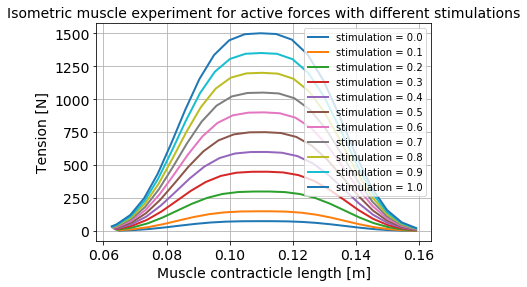 Isometric muscle experiment for active forces with different stimulations
Tension [N]
1500
1250
1000
750
500
250
0
stimulation = 0.0
stimulation = 0.1
stimulation = 0.2
stimulation = 0.3
stimulation = 0.4
stimulation = 0.5
stimulation = 0.6
stimulation = 0.7
stimulation = 0.8
stimulation = 0.9
stimulation = 1.0
0.06 0.08 0.10 0.12 0.14 0.16
Muscle contracticle length [m]